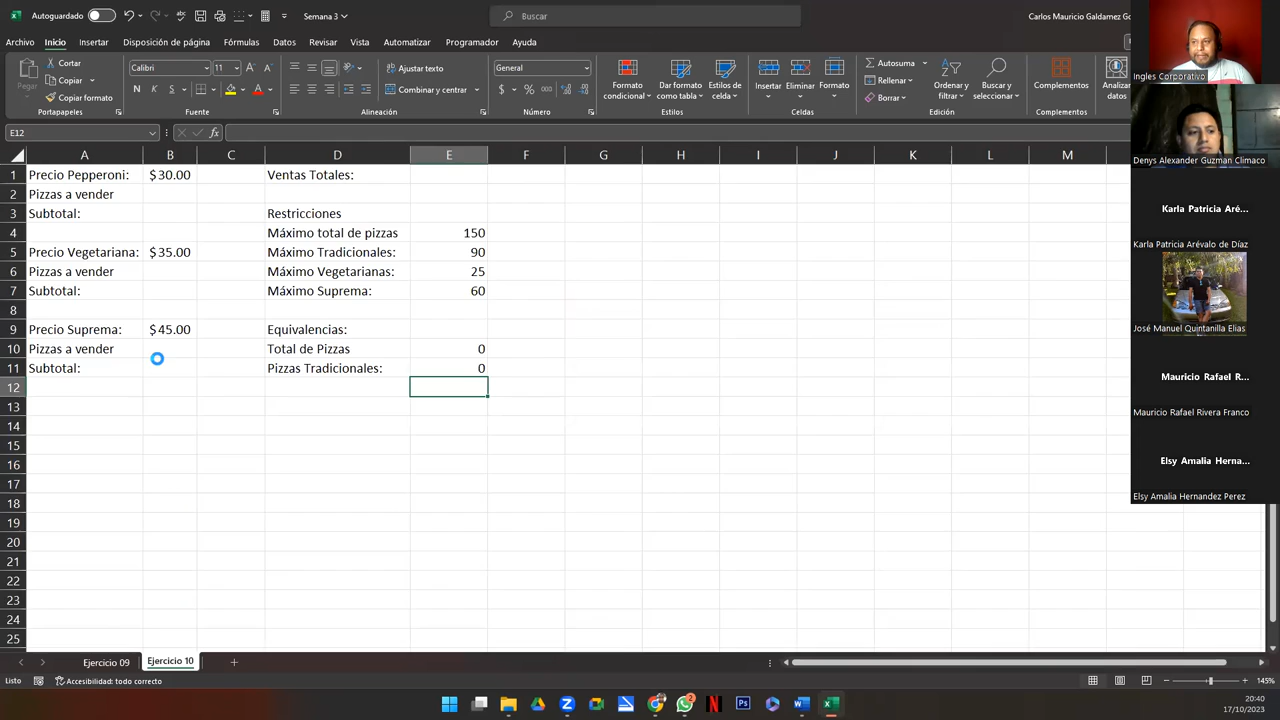 Autoguardado
Semana 3
Buscar
Carlos Mauricio Galdamez Go
Archivo Inicio Insertar Disposición de página Fórmulas Datos Revisar Vista Automatizar Programador Ayuda
Pegar
Cortar
Copiar
Copiar formato
Portapapeles
Calibri 11
N K S
Fuente
Ajustar texto
Combinar y centrar
Alineación
General
$ % 000
Número
Formato condicional
Dar formato como tabla
Estilos de celda
Estilos
Insertar Eliminar Formato
Celdas
Autosuma
Rellenar
Borrar
Ordenar y filtrar
Buscar y seleccionar
Edición
Complementos
Complementos
Analizar datos
E12
fx
A B C D E F G H I J K L M
1 Precio Pepperoni: $30.00 Ventas Totales:
2 Pizzas a vender
3 Subtotal: Restricciones
4 Máximo total de pizzas 150
5 Precio Vegetariana: $35.00 Máximo Tradicionales: 90
6 Pizzas a vender Máximo Vegetarianas: 25
7 Subtotal: Máximo Suprema: 60
8
9 Precio Suprema: $45.00 Equivalencias:
10 Pizzas a vender Total de Pizzas 0
11 Subtotal: Pizzas Tradicionales: 0
12
13
14
15
16
17
18
19
20
21
22
23
24
25
Ingles Corporativo
Denys Alexander Guzman Climaco
Karla Patricia Aré...
Karla Patricia Arévalo de Díaz
José Manuel Quintanilla Elias
Mauricio Rafael R...
Mauricio Rafael Rivera Franco
Elsy Amalia Herna...
Elsy Amalia Hernandez Perez
Ejercicio 09 Ejercicio 10
Listo
Accesibilidad: todo correcto
145%
2
20:40
17/10/2023